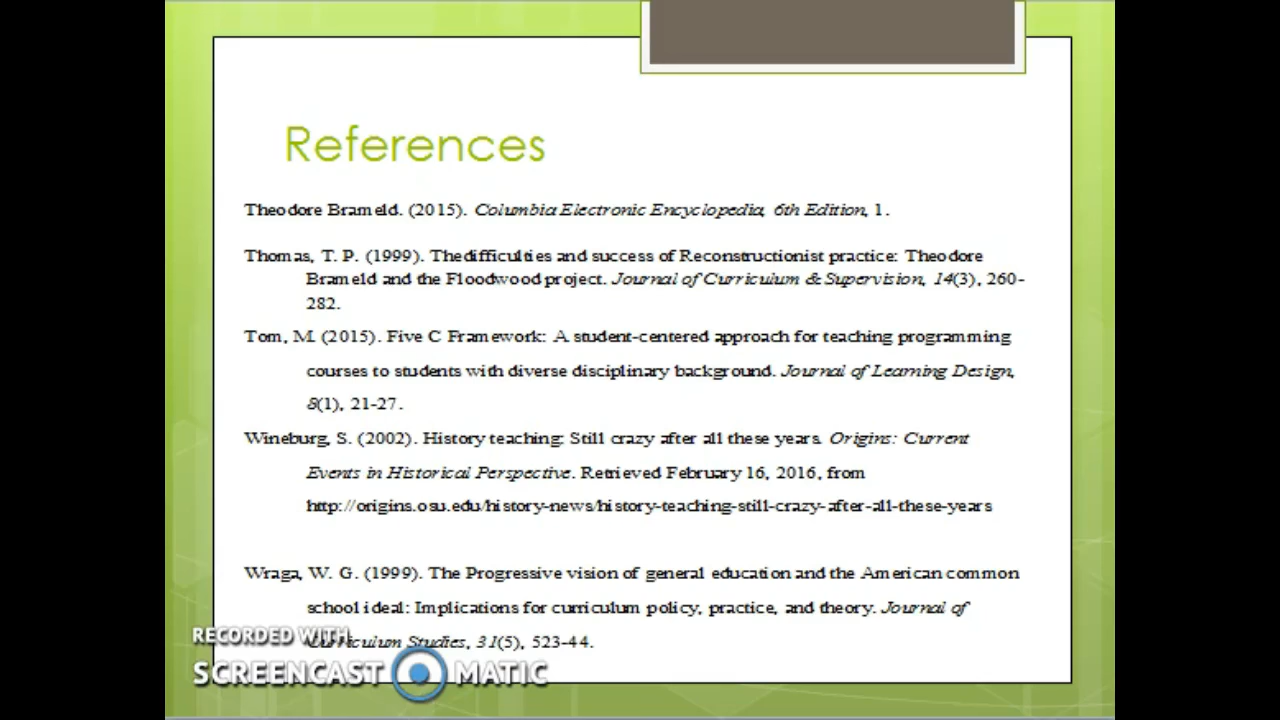 References
Theodore Brameld. (2015). Columbia Electronic Encyclopedia, 6th Edition, 1.
Thomas, T. P. (1999). Thedifficulties and success of Reconstructionist practice: Theodore
Brameld and the Floodwood project. Journal of Curriculum & Supervision, 14(3), 260-
282.
Tom, M. (2015). Five C Framework: A student-centered approach for teaching programming
courses to students with diverse disciplinary background. Journal of Learning Design,
8(1), 21-27.
Wineburg, S. (2002). History teaching: Still crazy after all these years. Origins: Current
Events in Historical Perspective. Retrieved February 16, 2016, from
http://origins.osu.edu/history-news/history-teaching-still-crazy-after-all-these-years
Wraga, W. G. (1999). The Progressive vision of general education and the American common
school ideal: Implications for curriculum policy, practice, and theory. Journal of
Curriculum Studies, 31(5), 523-44.
RECORDED WITH
SCREENCAST MATIC